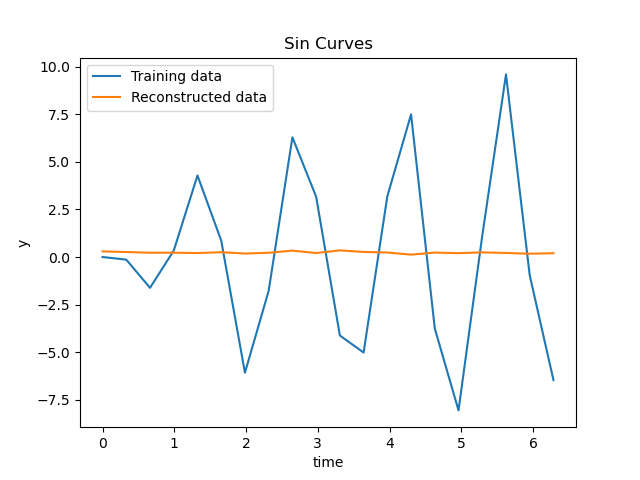 Sin Curves
Training data
Reconstructed data
10.0
7.5
5.0
2.5
0.0
−2.5
−5.0
−7.5
y
0 1 2 3 4 5 6
time